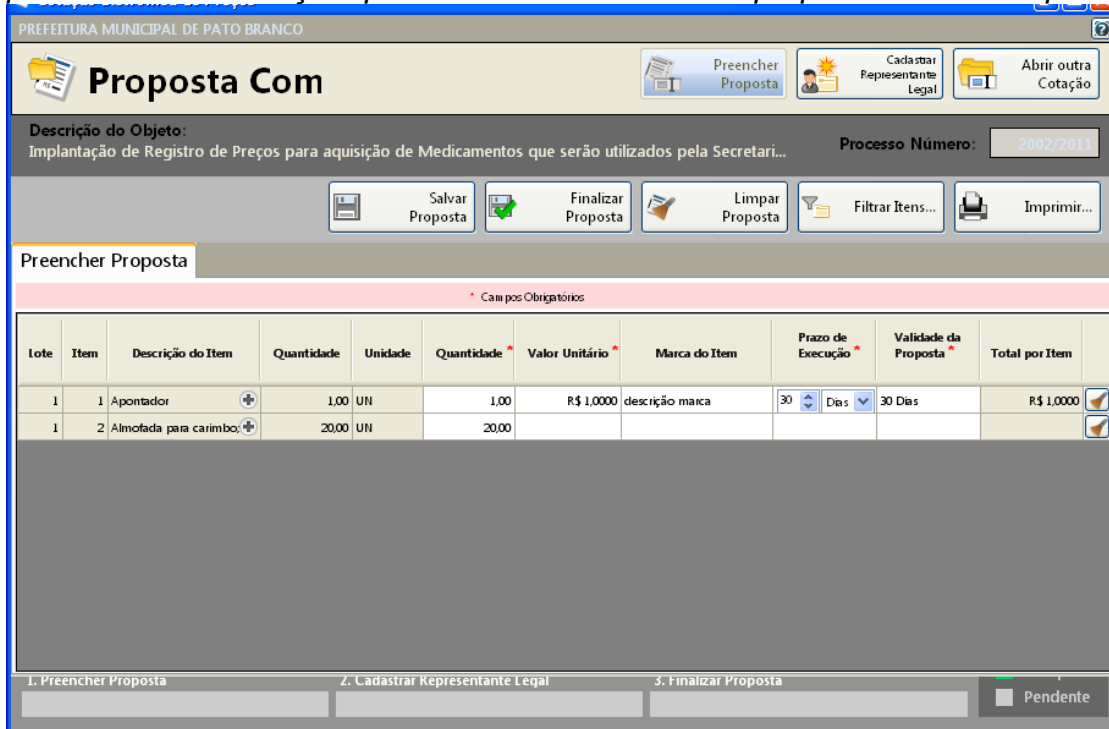 PREFEITURA MUNICIPAL DE PATO BRANCO
Proposta Com
Preencher Proposta
Cadastrar Representante Legal
Abrir outra Cotação
Descrição do Objeto:
Implantação de Registro de Preços para aquisição de Medicamentos que serão utilizados pela Secretari...
Processo Número: 2002/2011
Salvar Proposta
Finalizar Proposta
Limpar Proposta
Filtrar Itens...
Imprimir...
Preencher Proposta
* Campos Obrigatórios
Lote Item Descrição do Item Quantidade Unidade Quantidade * Valor Unitário * Marca do Item Prazo de Execução * Validade da Proposta * Total por Item
1 1 Apontador 1,00 UN 1,00 R$ 1,0000 descrição marca 30 Dias 30 Dias R$ 1,0000
1 2 Almofada para carimbo; 20,00 UN 20,00
1. Preencher Proposta 2. Cadastrar Representante Legal 3. Finalizar Proposta
Pendente